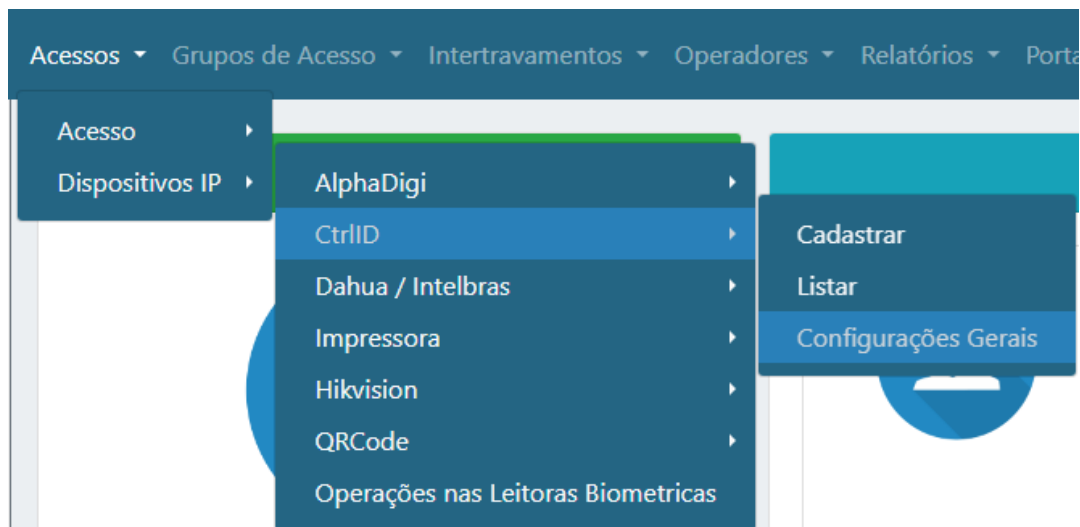 Acessos Grupos de Acesso Intertravamentos Operadores Relatórios
Acesso
Dispositivos IP
AlphaDigi
CtrlID
Dahua / Intelbras
Impressora
Hikvision
QRCode
Operações nas Leitoras Biometricas
Cadastrar
Listar
Configurações Gerais